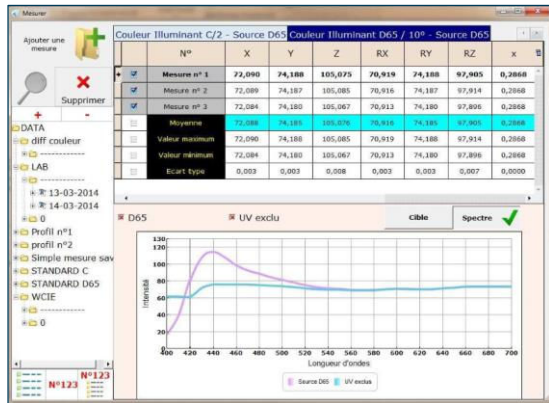 Mesurer
Ajouter une
mesure
Supprimer
+ -
DATA
diff couleur
------------
LAB
------------
13-03-2014
14-03-2014
0
Profil n°1
profil n°2
Simple mesure sav
STANDARD C
STANDARD D65
WCIE
------------
0
N°123
N°123
Couleur Illuminant C/2 - Source D65 Couleur Illuminant D65 / 10° - Source D65
N° X Y Z RX RY RZ x
Mesure n° 1 72,090 74,188 105,075 70,919 74,188 97,905 0,2868
Mesure n° 2 72,089 74,187 105,085 70,916 74,187 97,914 0,2868
Mesure n° 3 72,084 74,180 105,067 70,913 74,180 97,896 0,2868
Moyenne 72,088 74,185 105,076 70,916 74,185 97,905 0,2868
Valeur maximum 72,090 74,188 105,085 70,919 74,188 97,914 0,2868
Valeur minimum 72,084 74,180 105,067 70,913 74,180 97,896 0,2868
Ecart type 0,003 0,003 0,008 0,003 0,003 0,007 0,0000
D65 UV exclu Cible Spectre
Intensité
130
120
100
80
60
40
20
0
400 420 440 460 480 500 520 540 560 580 600 620 640 660 680 700
Longueur d'ondes
Source D65 UV exclus